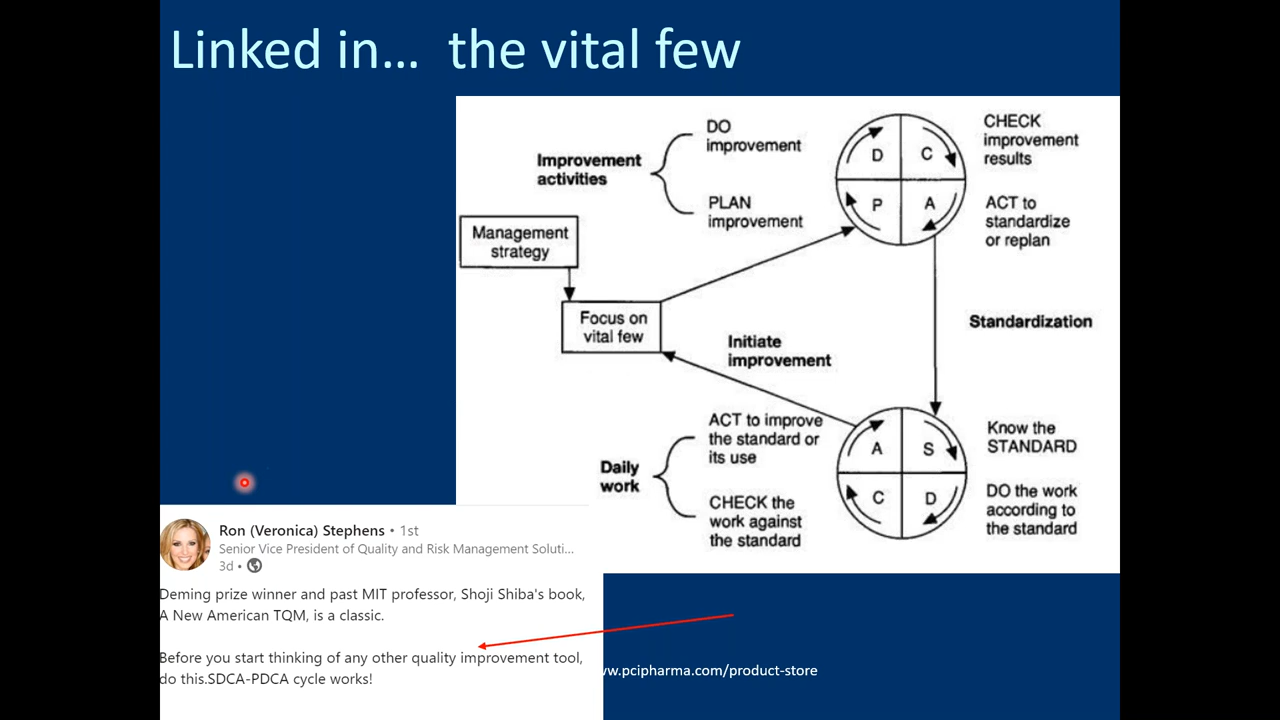 Linked in... the vital few
Improvement
activities
DO
improvement
PLAN
improvement
D
C
P
A
CHECK
improvement
results
ACT to
standardize
or replan
Management
strategy
Focus on
vital few
Initiate
improvement
Standardization
Daily
work
ACT to improve
the standard or
its use
CHECK the
work against
the standard
A
S
C
D
Know the
STANDARD
DO the work
according to
the standard
Ron (Veronica) Stephens • 1st
Senior Vice President of Quality and Risk Management Soluti...
3d •
Deming prize winner and past MIT professor, Shoji Shiba's book,
A New American TQM, is a classic.
Before you start thinking of any other quality improvement tool,
do this.SDCA-PDCA cycle works!
w.pcipharma.com/product-store